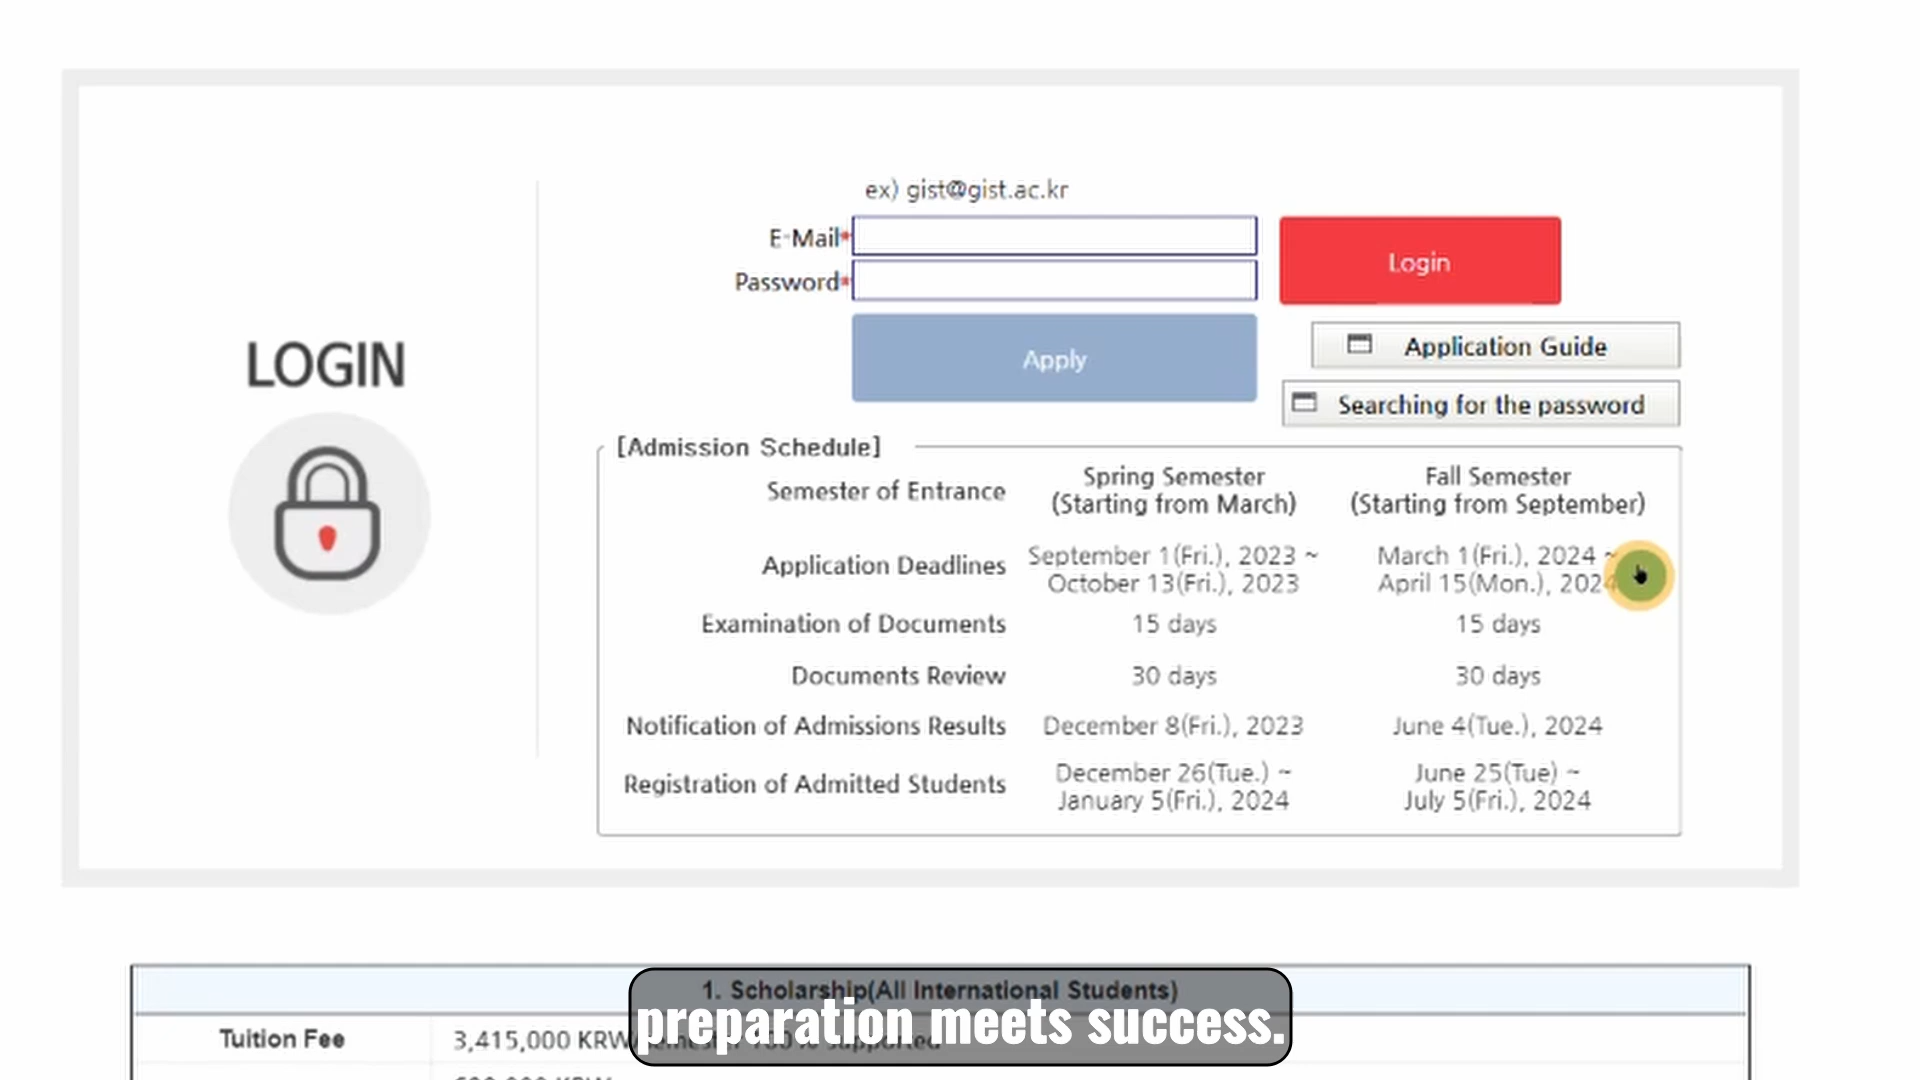 ex) gist@gist.ac.kr
E-Mail*
Password*
Login
Apply
Application Guide
Searching for the password
LOGIN
[Admission Schedule]
Semester of Entrance
Spring Semester
(Starting from March)
Fall Semester
(Starting from September)
Application Deadlines
September 1(Fri.), 2023 ~
October 13(Fri.), 2023
March 1(Fri.), 2024 ~
April 15(Mon.), 2024
Examination of Documents
15 days
15 days
Documents Review
30 days
30 days
Notification of Admissions Results
December 8(Fri.), 2023
June 4(Tue.), 2024
Registration of Admitted Students
December 26(Tue.) ~
January 5(Fri.), 2024
June 25(Tue) ~
July 5(Fri.), 2024
1. Scholarship(All International Students)
Tuition Fee
3,415,000 KRW/semester 100% supported
preparation meets success.